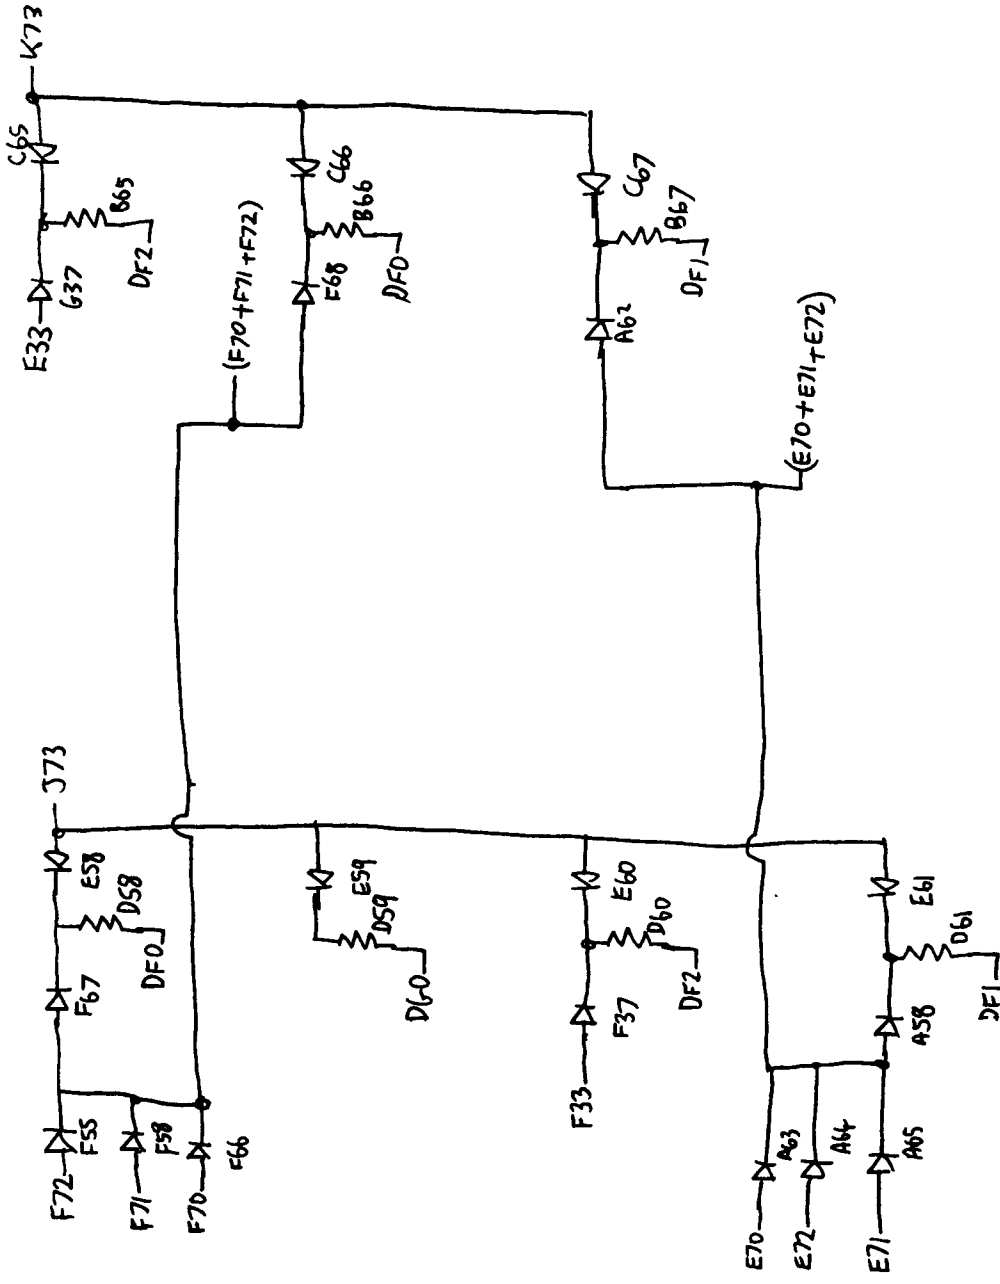 F72
F55
F71
F58
F70
F66
F67
D58
DF0
E58
J73
E59
D59
DG0
F33
F37
E60
D60
DF2
E70
A63
E72
A64
E71
A65
A58
E61
D61
DF1
E33
G37
C65
B65
DF2
K73
(F70+F71+F72)
F68
C66
B66
DF0
A62
C67
B67
DF1
(E70+E71+E72)